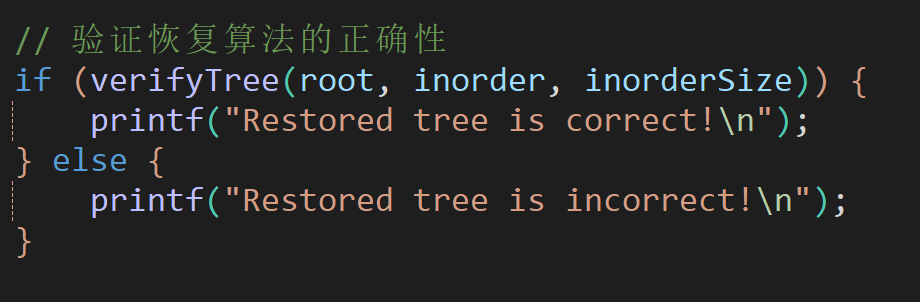 // 验证恢复算法的正确性
if (verifyTree(root, inorder, inorderSize)) {
    printf("Restored tree is correct!\n");
} else {
    printf("Restored tree is incorrect!\n");
}